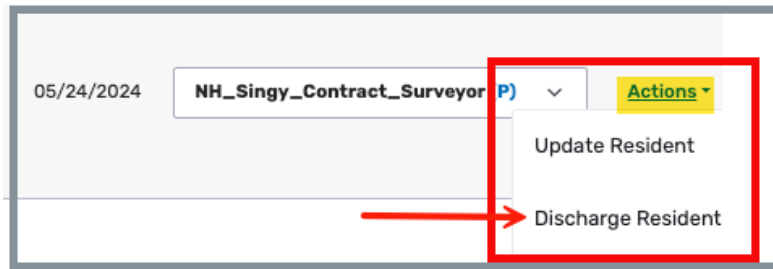 05/24/2024 NH_Singy_Contract_Surveyor (P) Actions
Update Resident
Discharge Resident